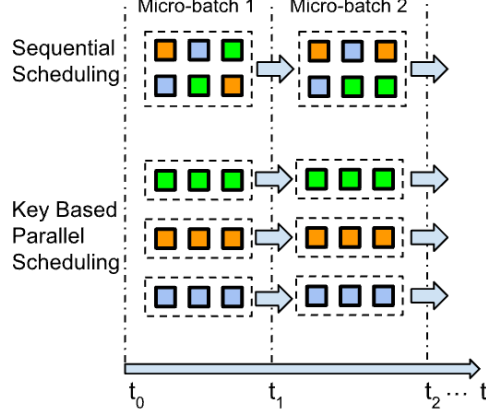 Micro-batch 1 Micro-batch 2
Sequential
Scheduling
Key Based
Parallel
Scheduling
t0 t1 t2 ... t